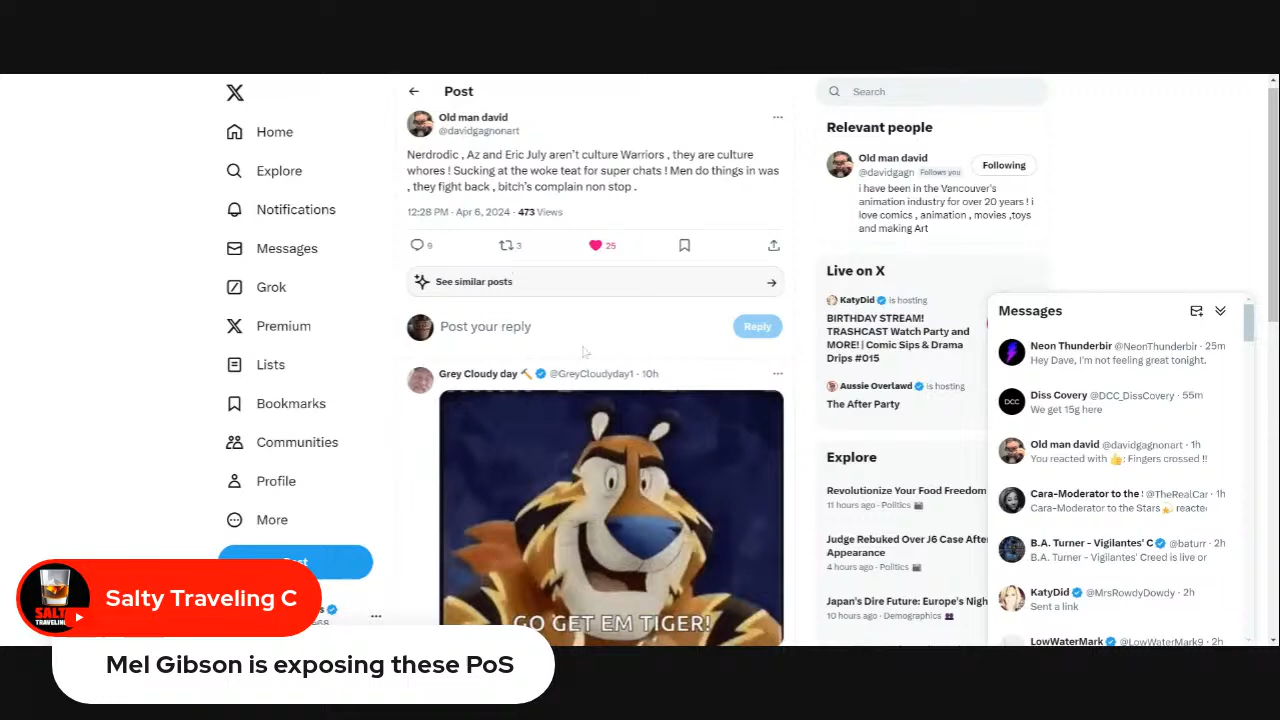 Home
Explore
Notifications
Messages
Grok
Premium
Lists
Bookmarks
Communities
Profile
More
Post
Old man david
@davidgagnonart
Nerdrodic , Az and Eric July aren't culture Warriors , they are culture
whores ! Sucking at the woke teat for super chats ! Men do things in was
, they fight back , bitch's complain non stop .
12:28 PM · Apr 6, 2024 · 473 Views
9 3 25
See similar posts
Post your reply
Reply
Grey Cloudy day @GreyCloudyday1 · 10h
GO GET EM TIGER!
Search
Relevant people
Old man david
@davidgagn Follows you
Following
i have been in the Vancouver's
animation industry for over 20 years ! i
love comics , animation , movies ,toys
and making Art
Live on X
KatyDid is hosting
BIRTHDAY STREAM!
TRASHCAST Watch Party and
MORE! | Comic Sips & Drama
Drips #015
Aussie Overlawd is hosting
The After Party
Explore
Revolutionize Your Food Freedom
11 hours ago · Politics
Judge Rebuked Over J6 Case After
Appearance
4 hours ago · Politics
Japan's Dire Future: Europe's Nigh
10 hours ago · Demographics
Messages
Neon Thunderbir @NeonThunderbir · 25m
Hey Dave, I'm not feeling great tonight.
DCC
Diss Covery @DCC_DissCovery · 55m
We get 15g here
Old man david @davidgagnonart · 1h
You reacted with 👍: Fingers crossed !!
Cara-Moderator to the @TheRealCar · 1h
Cara-Moderator to the Stars reacte
B.A. Turner - Vigilantes' C @baturr · 2h
B.A. Turner - Vigilantes' Creed is live or
KatyDid @MrsRowdyDowdy · 2h
Sent a link
LowWaterMark @LowWaterMark9 · 2h
SALTY
TRAVELING
Salty Traveling C
Mel Gibson is exposing these PoS